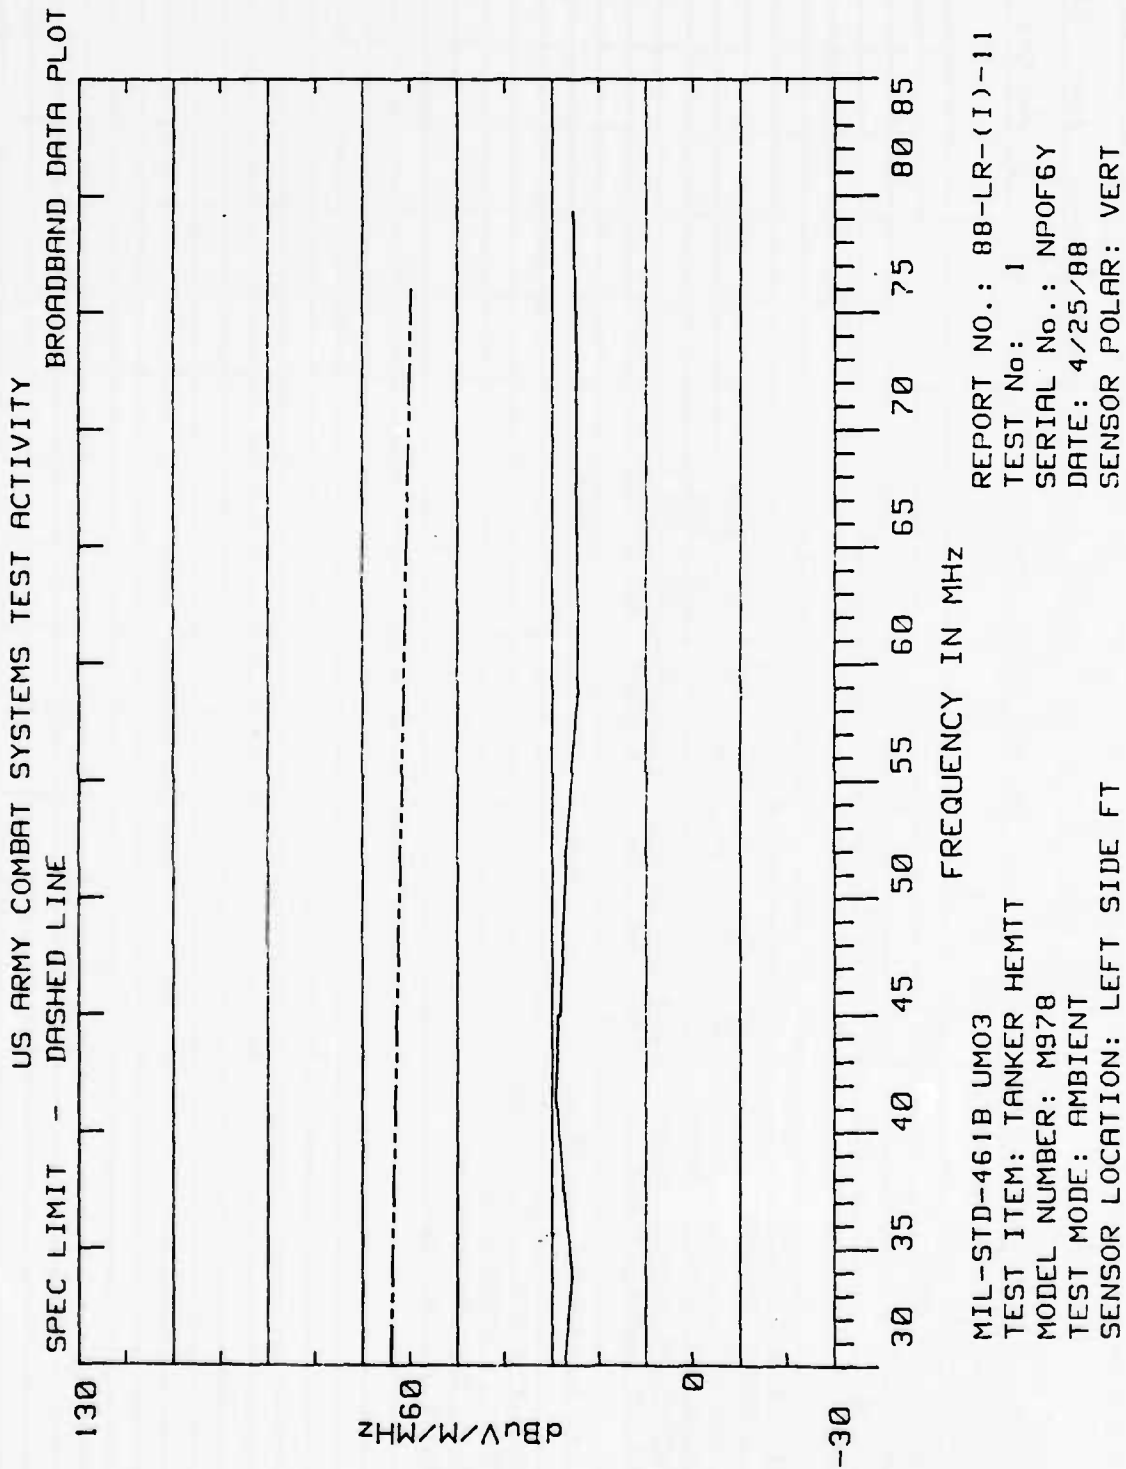 US ARMY COMBAT SYSTEMS TEST ACTIVITY
SPEC LIMIT - DASHED LINE
BROADBAND DATA PLOT
130
60
0
-30
dBuV/M/MHz
30 35 40 45 50 55 60 65 70 75 80 85
FREQUENCY IN MHz
MIL-STD-461B UM03
TEST ITEM: TANKER HEMTT
MODEL NUMBER: M978
TEST MODE: AMBIENT
SENSOR LOCATION: LEFT SIDE FT
REPORT NO.: 88-LR-(I)-11
TEST No: 1
SERIAL No.: NPOF6Y
DATE: 4/25/88
SENSOR POLAR: VERT